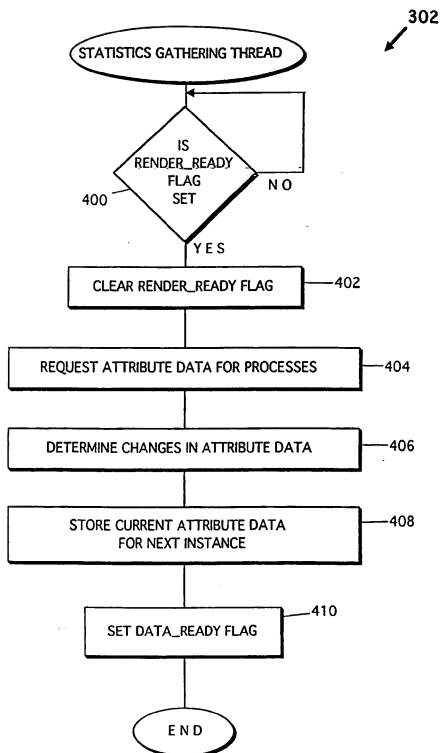 302
STATISTICS GATHERING THREAD
IS
RENDER_READY
FLAG
SET
400
NO
YES
CLEAR RENDER_READY FLAG
402
REQUEST ATTRIBUTE DATA FOR PROCESSES
404
DETERMINE CHANGES IN ATTRIBUTE DATA
406
STORE CURRENT ATTRIBUTE DATA
FOR NEXT INSTANCE
408
410
SET DATA_READY FLAG
END